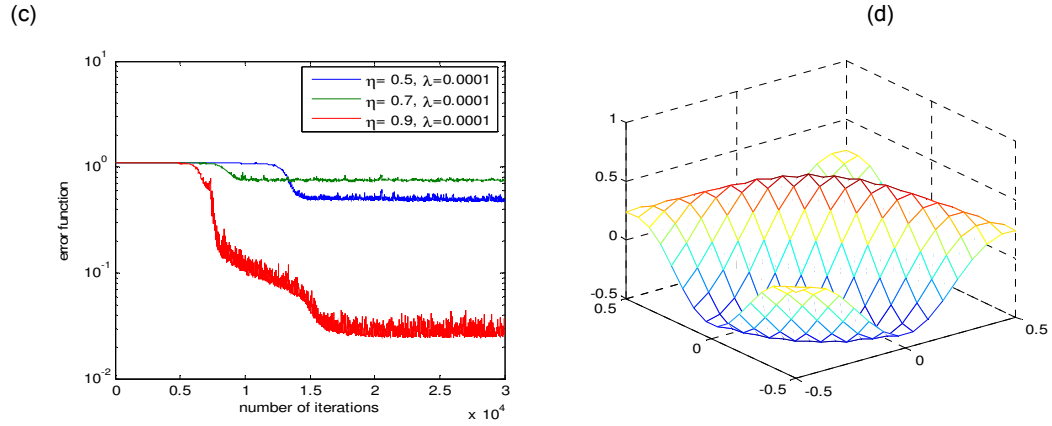 (c)
(d)
10^1
10^0
10^-1
10^-2
error function
η= 0.5, λ=0.0001
η= 0.7, λ=0.0001
η= 0.9, λ=0.0001
0 0.5 1 1.5 2 2.5 3
number of iterations
x 10^4
1
0.5
0
-0.5
0.5
0
-0.5
-0.5
0
0.5